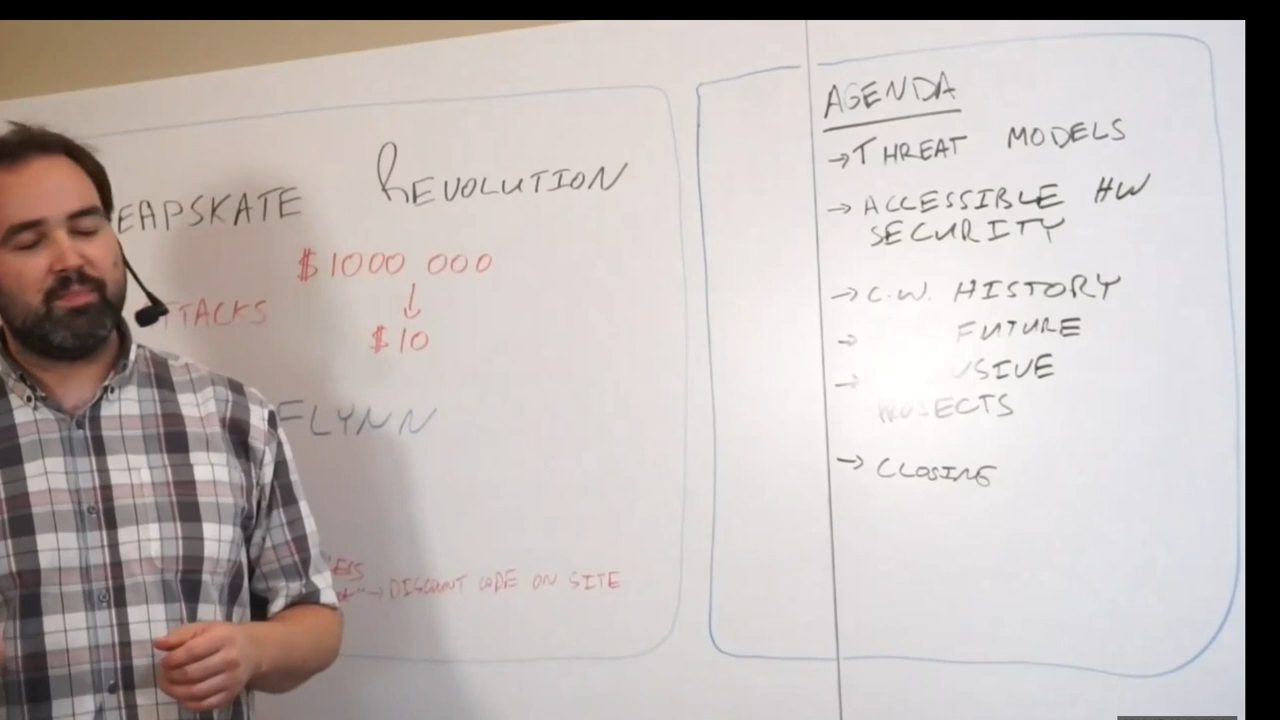 EAPSKATE REVOLUTION
$1000 000
↓
TTACKS
$10
FLYNN
→ DISCOUNT CODE ON SITE
AGENDA
→ THREAT MODELS
→ ACCESSIBLE HW
SECURITY
→ C.W. HISTORY
→ FUTURE
→ USIVE
PROJECTS
→ CLOSING